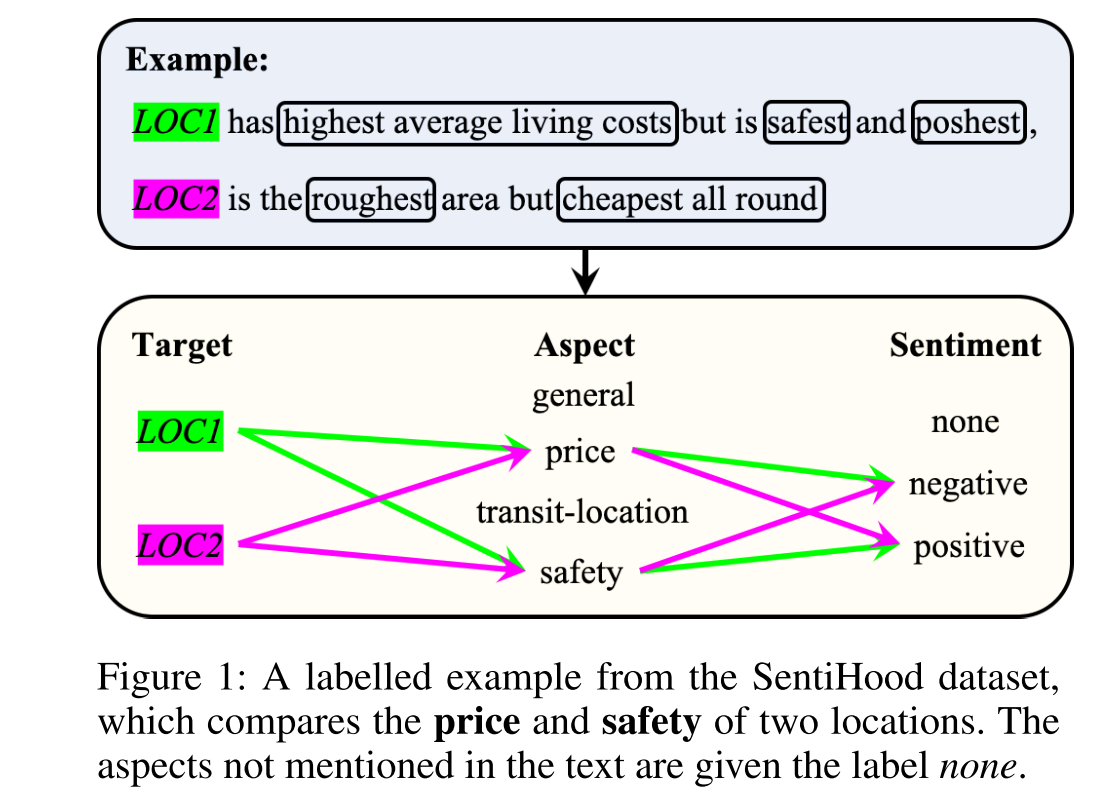 Example:
LOC1 has highest average living costs but is safest and poshest,
LOC2 is the roughest area but cheapest all round
Target Aspect Sentiment
general
LOC1 none
price
negative
transit-location
LOC2 positive
safety
Figure 1: A labelled example from the SentiHood dataset,
which compares the price and safety of two locations. The
aspects not mentioned in the text are given the label none.